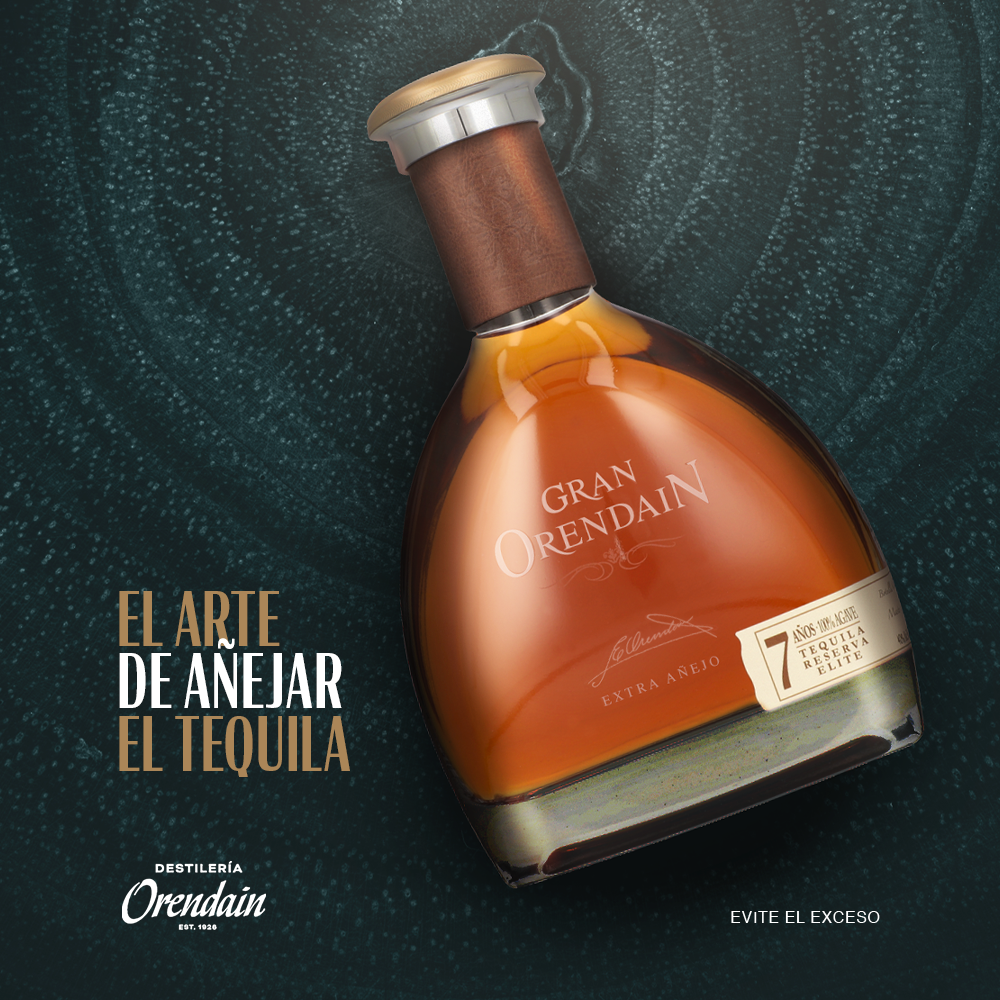 GRAN
ORENDAIN
EXTRA AÑEJO
7 AÑOS · 100% AGAVE
TEQUILA
RESERVA
ELITE
EL ARTE
DE AÑEJAR
EL TEQUILA
DESTILERÍA
Orendain
EST. 1926
EVITE EL EXCESO